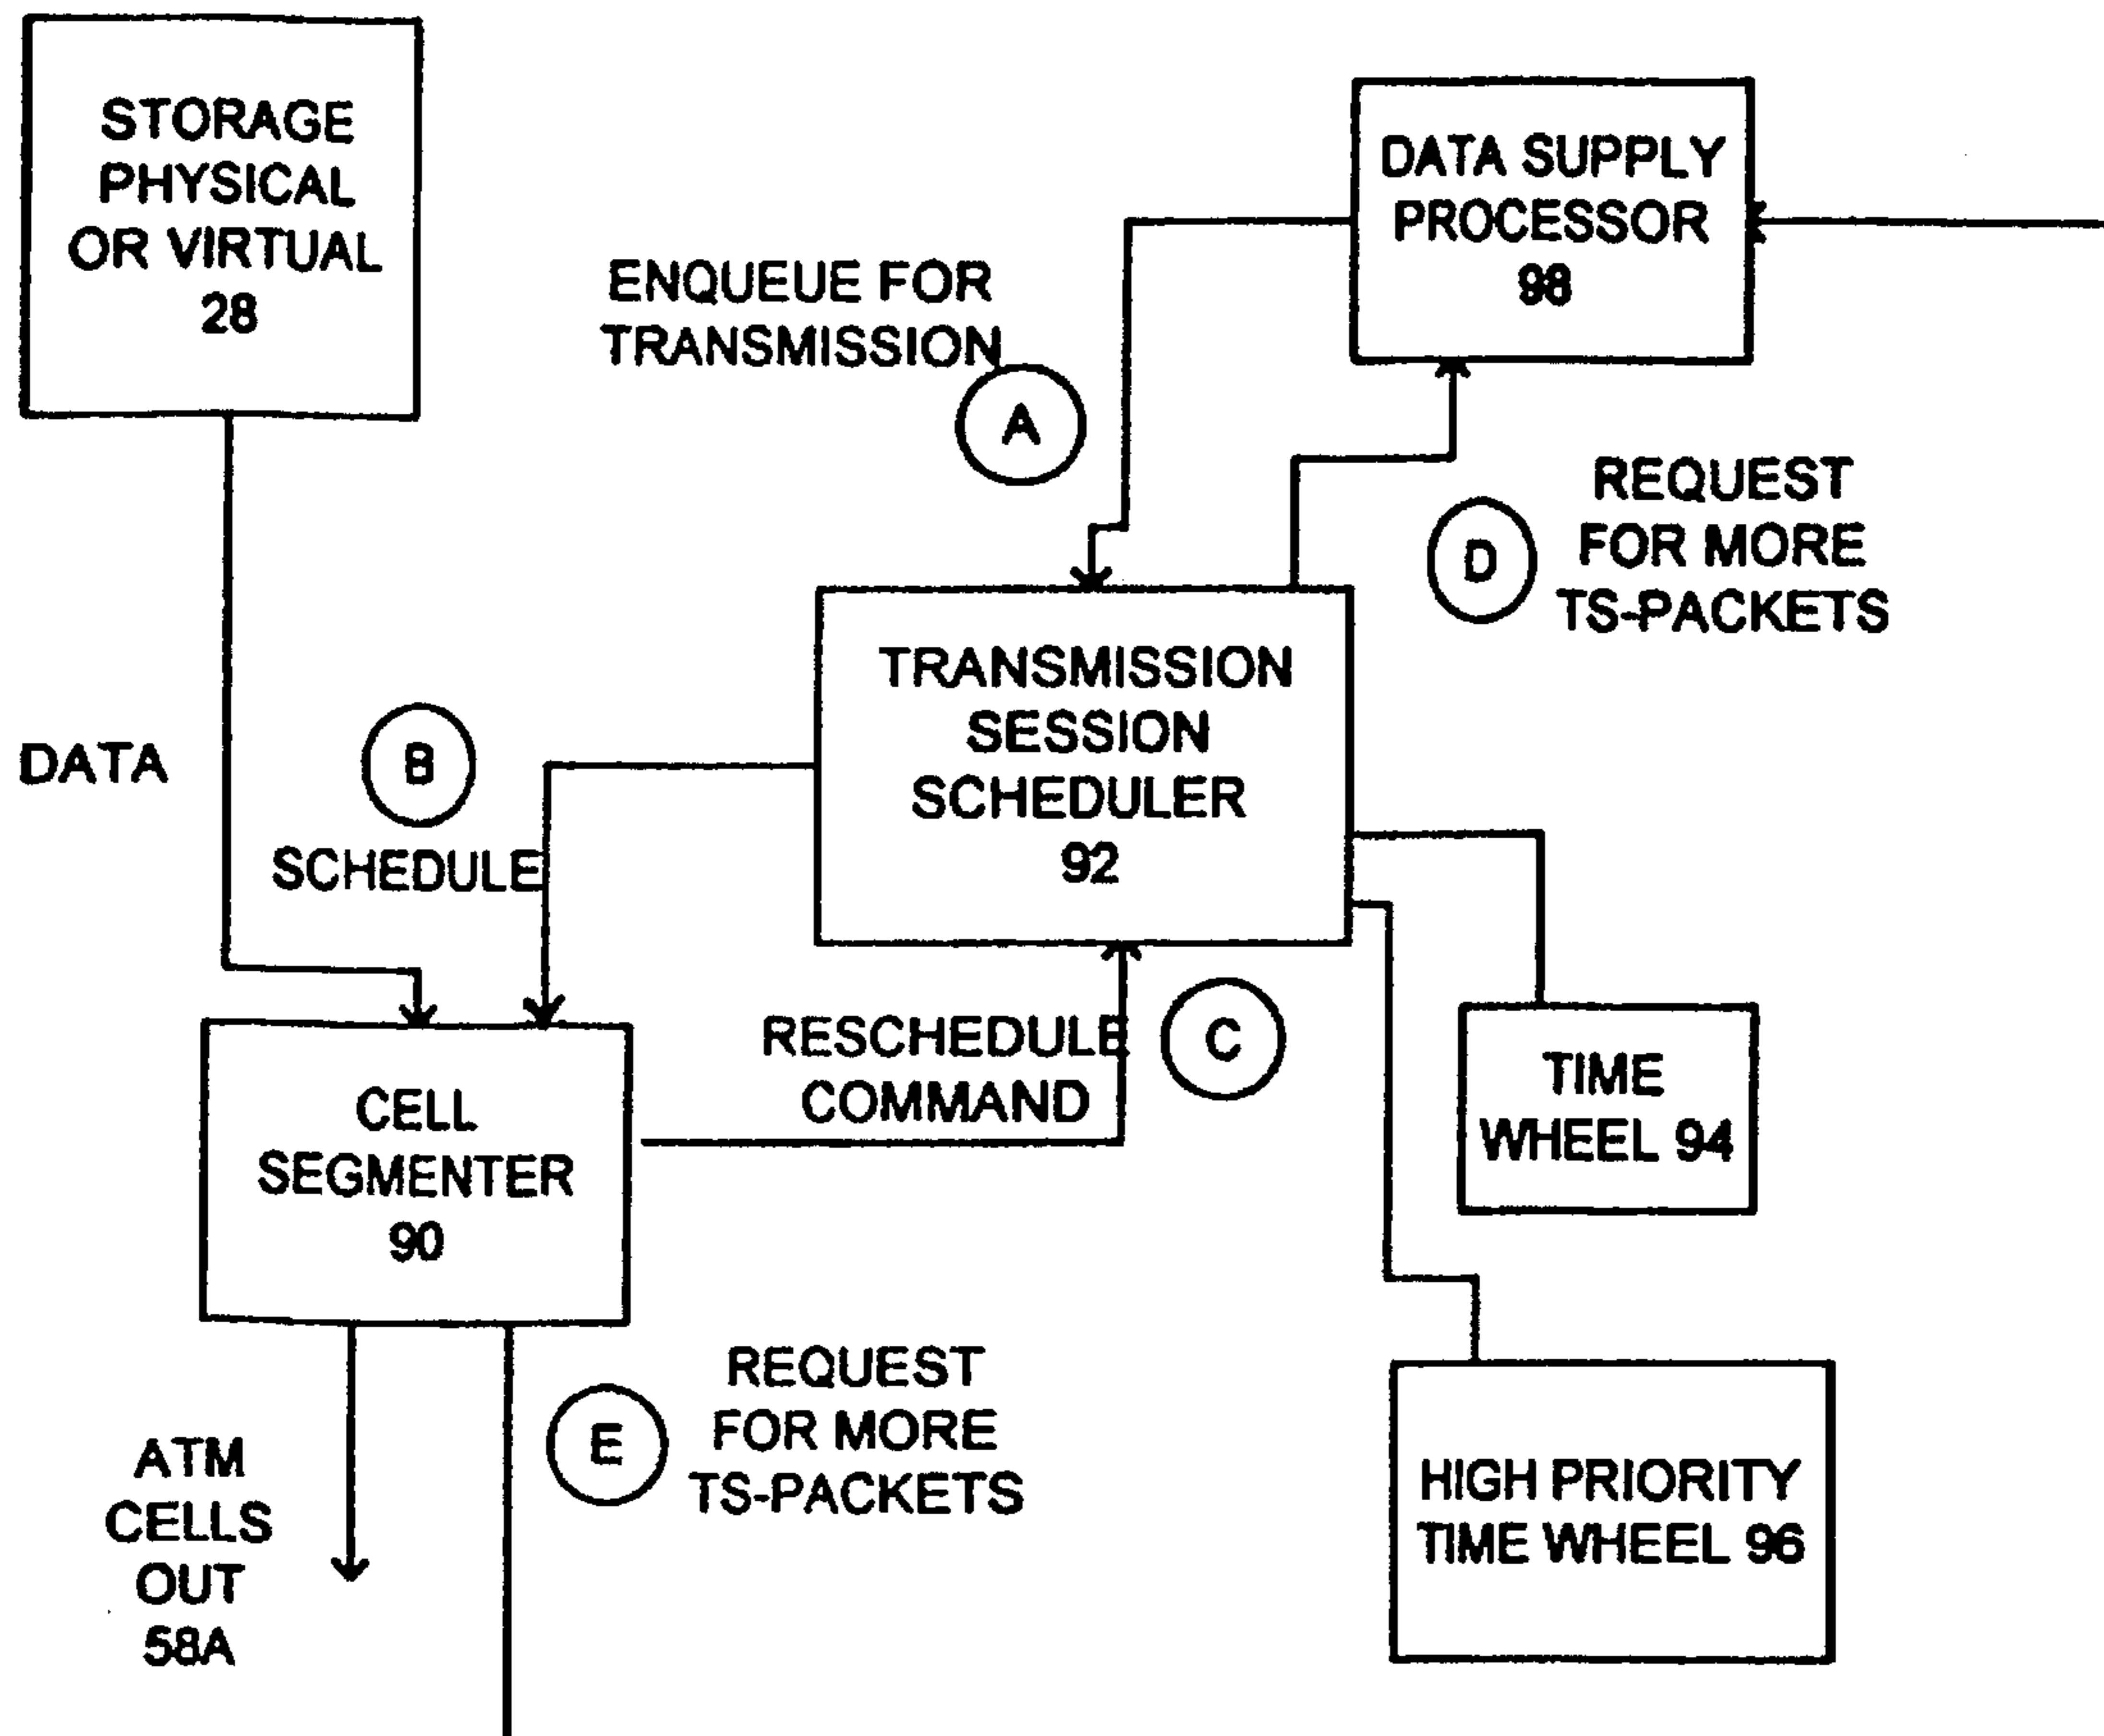 STORAGE
PHYSICAL
OR VIRTUAL
28
DATA SUPPLY
PROCESSOR
98
ENQUEUE FOR
TRANSMISSION
A
REQUEST
FOR MORE
TS-PACKETS
D
TRANSMISSION
SESSION
SCHEDULER
92
DATA
B
SCHEDULE
RESCHEDULE
COMMAND
C
TIME
WHEEL 94
CELL
SEGMENTER
90
REQUEST
FOR MORE
TS-PACKETS
E
ATM
CELLS
OUT
58A
HIGH PRIORITY
TIME WHEEL 96